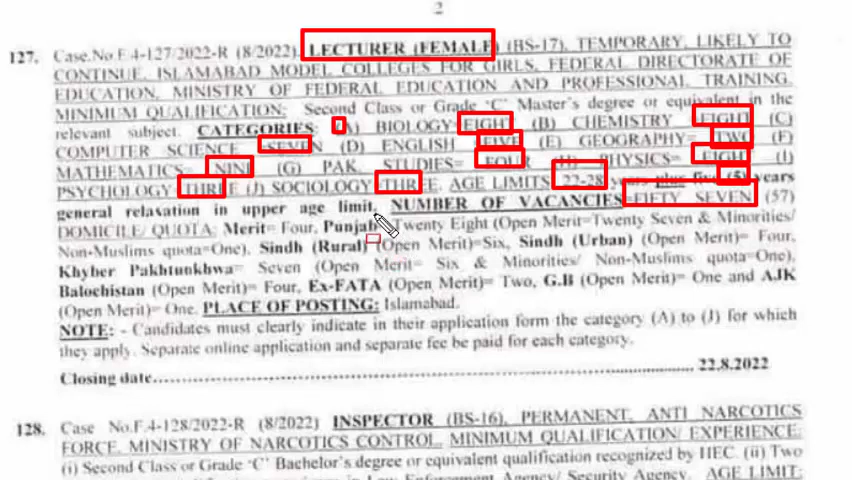 2
127. Case.No.F.4-127/2022-R (8/2022). LECTURER (FEMALE) (BS-17), TEMPORARY, LIKELY TO
CONTINUE, ISLAMABAD MODEL COLLEGES FOR GIRLS, FEDERAL DIRECTORATE OF
EDUCATION, MINISTRY OF FEDERAL EDUCATION AND PROFESSIONAL TRAINING.
MINIMUM QUALIFICATION: Second Class or Grade 'C' Master's degree or equivalent in the
relevant subject. CATEGORIES: (A) BIOLOGY=EIGHT (B) CHEMISTRY=EIGHT (C)
COMPUTER SCIENCE =SEVEN (D) ENGLISH =FIVE (E) GEOGRAPHY= TWO (F)
MATHEMATICS= NINE (G) PAK. STUDIES= FOUR (H) PHYSICS= EIGHT (I)
PSYCHOLOGY=THREE (J) SOCIOLOGY=THREE. AGE LIMITS: 22-28 years plus five (5) years
general relaxation in upper age limit. NUMBER OF VACANCIES=FIFTY SEVEN (57)
DOMICILE/ QUOTA: Merit= Four, Punjab= Twenty Eight (Open Merit=Twenty Seven & Minorities/
Non-Muslims quota=One), Sindh (Rural) (Open Merit)=Six, Sindh (Urban) (Open Merit)= Four,
Khyber Pakhtunkhwa= Seven (Open Merit= Six & Minorities/ Non-Muslims quota=One),
Balochistan (Open Merit)= Four, Ex-FATA (Open Merit)= Two, G.B (Open Merit)= One and AJK
(Open Merit)= One. PLACE OF POSTING: Islamabad.
NOTE: - Candidates must clearly indicate in their application form the category (A) to (J) for which
they apply. Separate online application and separate fee be paid for each category.
Closing date.......................................................................................22.8.2022
128. Case No.F.4-128/2022-R (8/2022) INSPECTOR (BS-16), PERMANENT, ANTI NARCOTICS
FORCE, MINISTRY OF NARCOTICS CONTROL. MINIMUM QUALIFICATION/ EXPERIENCE:
(i) Second Class or Grade 'C' Bachelor's degree or equivalent qualification recognized by HEC. (ii) Two
in Law Enforcement Agency/ Security Agency. AGE LIMIT: